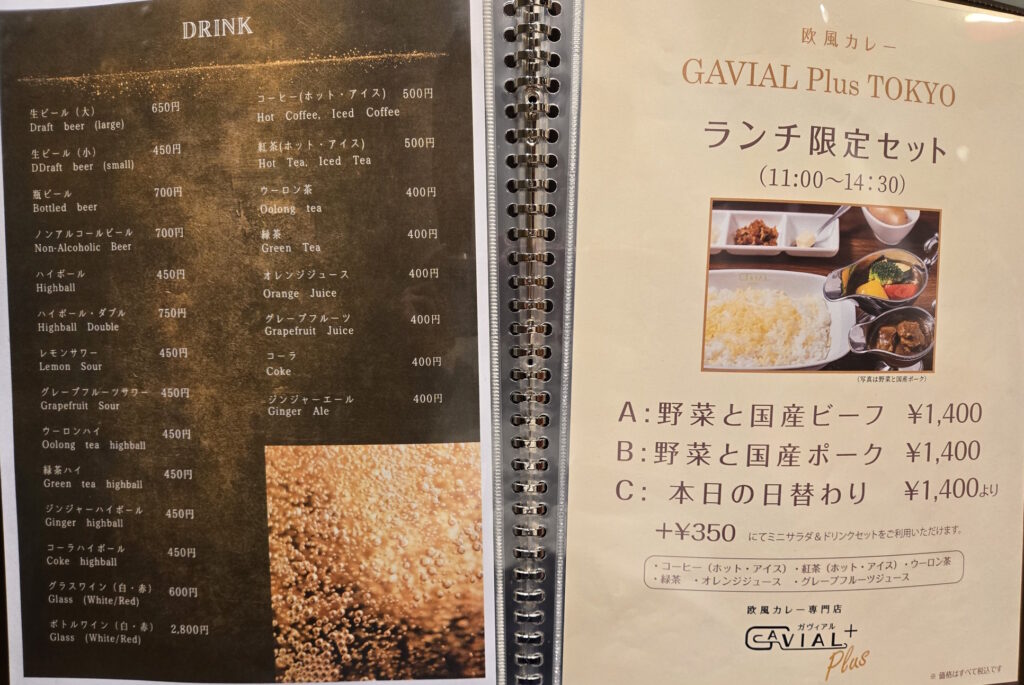 DRINK
生ビール（大） 650円
Draft beer (large)
生ビール（小） 450円
DDraft beer (small)
瓶ビール 700円
Bottled beer
ノンアルコールビール 700円
Non-Alcoholic Beer
ハイボール 450円
Highball
ハイボール・ダブル 750円
Highball Double
レモンサワー 450円
Lemon Sour
グレープフルーツサワー 450円
Grapefruit Sour
ウーロンハイ 450円
Oolong tea highball
緑茶ハイ 450円
Green tea highball
ジンジャーハイボール 450円
Ginger highball
コーラハイボール 450円
Coke highball
グラスワイン（白・赤） 600円
Glass (White/Red)
ボトルワイン（白・赤） 2,800円
Glass (White/Red)
コーヒー(ホット・アイス) 500円
Hot Coffee, Iced Coffee
紅茶(ホット・アイス) 500円
Hot Tea, Iced Tea
ウーロン茶 400円
Oolong tea
緑茶 400円
Green Tea
オレンジジュース 400円
Orange Juice
グレープフルーツ 400円
Grapefruit Juice
コーラ 400円
Coke
ジンジャーエール 400円
Ginger Ale
欧風カレー
GAVIAL Plus TOKYO
ランチ限定セット
（11:00～14:30）
（写真は野菜と国産ポーク）
A：野菜と国産ビーフ ¥1,400
B：野菜と国産ポーク ¥1,400
C： 本日の日替わり ¥1,400より
+¥350 にてミニサラダ＆ドリンクセットをご利用いただけます。
・コーヒー（ホット・アイス）・紅茶（ホット・アイス）・ウーロン茶
・緑茶 ・オレンジジュース ・グレープフルーツジュース
欧風カレー専門店
ガヴィアル
GAVIAL+
Plus
※ 価格はすべて税込です